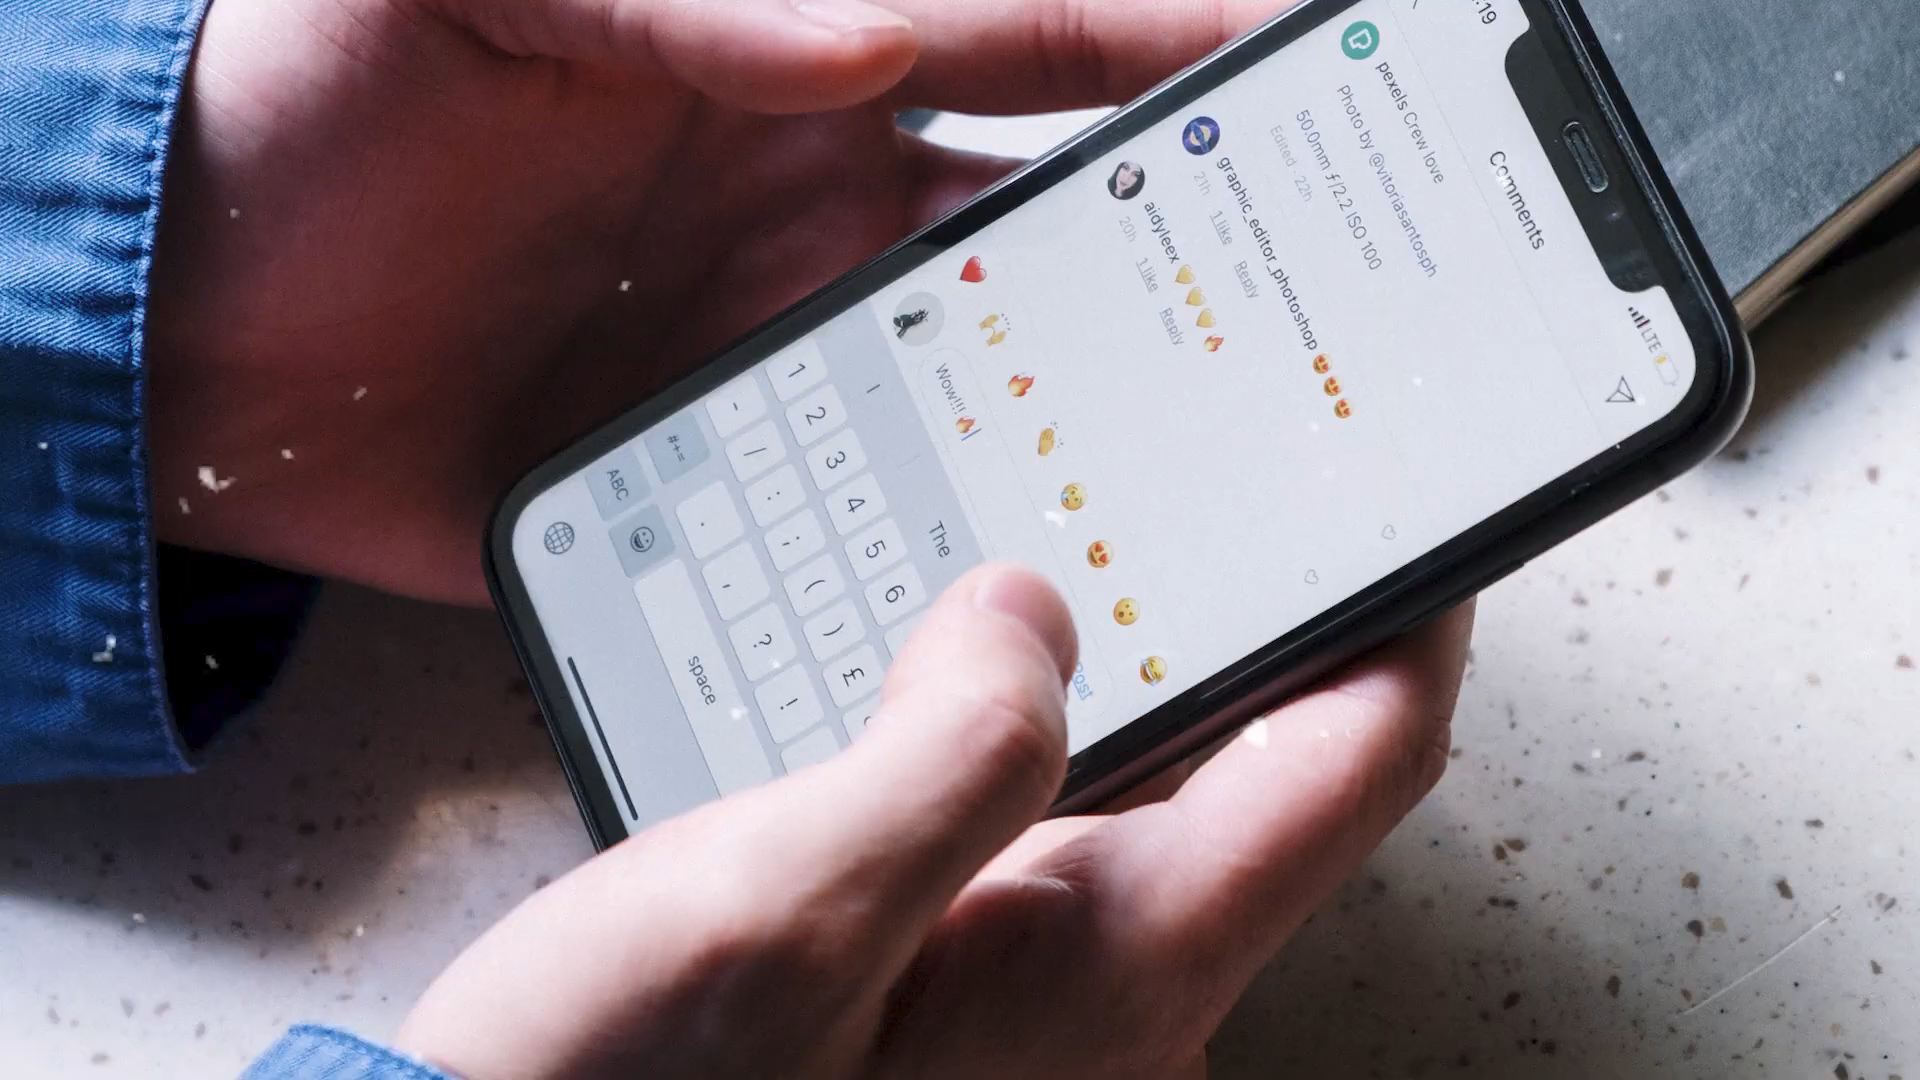 :19
LTE
Comments
pexels Crew love
Photo by @vitoriasantosph
50.0mm f/2.2 ISO 100
Edited · 22h
graphic_editor_photoshop 😍😍😍
21h 1 like Reply
aidyleex 💛💛💛🔥
20h 1 like Reply
❤️ 🙌 🔥 👏 😢 😍 😮 😂
Wow!!!🔥 Post
I The
1 2 3 4 5 6
- / : ; ( ) £
#+= . , ? !
ABC space